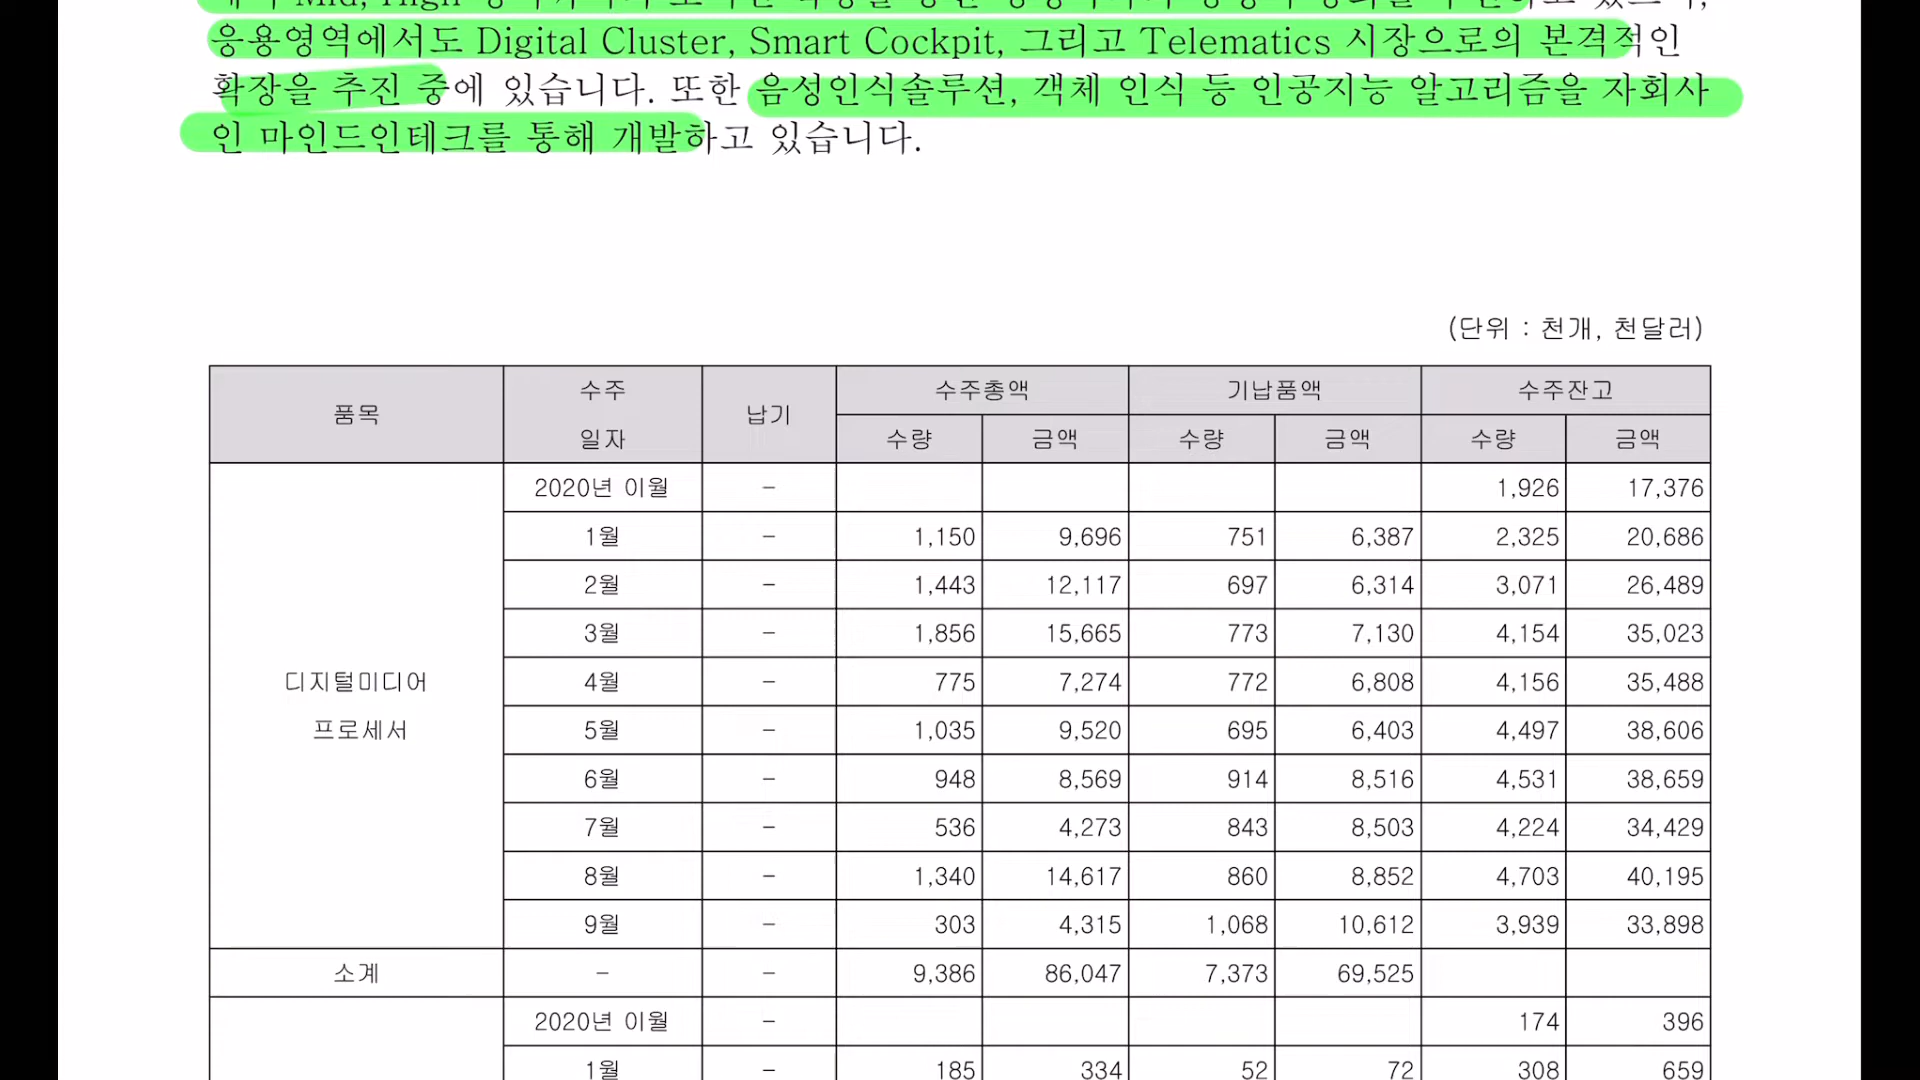 응용영역에서도 Digital Cluster, Smart Cockpit, 그리고 Telematics 시장으로의 본격적인
확장을 추진 중에 있습니다. 또한 음성인식솔루션, 객체 인식 등 인공지능 알고리즘을 자회사
인 마인드인테크를 통해 개발하고 있습니다.
(단위 : 천개, 천달러)
품목 수주 일자 납기 수주총액 기납품액 수주잔고
수량 금액 수량 금액 수량 금액
디지털미디어 프로세서
2020년 이월 – 1,926 17,376
1월 – 1,150 9,696 751 6,387 2,325 20,686
2월 – 1,443 12,117 697 6,314 3,071 26,489
3월 – 1,856 15,665 773 7,130 4,154 35,023
4월 – 775 7,274 772 6,808 4,156 35,488
5월 – 1,035 9,520 695 6,403 4,497 38,606
6월 – 948 8,569 914 8,516 4,531 38,659
7월 – 536 4,273 843 8,503 4,224 34,429
8월 – 1,340 14,617 860 8,852 4,703 40,195
9월 – 303 4,315 1,068 10,612 3,939 33,898
소계 – – 9,386 86,047 7,373 69,525
2020년 이월 – 174 396
1월 – 185 334 52 72 308 659